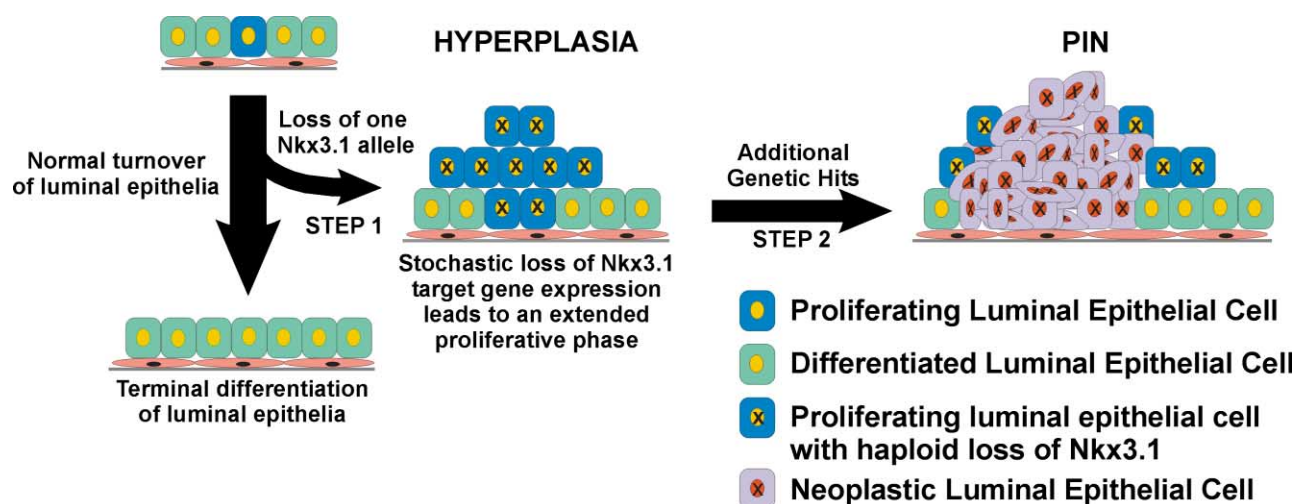 HYPERPLASIA
PIN
Normal turnover
of luminal epithelia
Loss of one
Nkx3.1 allele
STEP 1
Additional
Genetic Hits
STEP 2
Stochastic loss of Nkx3.1
target gene expression
leads to an extended
proliferative phase
Terminal differentiation
of luminal epithelia
Proliferating Luminal Epithelial Cell
Differentiated Luminal Epithelial Cell
Proliferating luminal epithelial cell
with haploid loss of Nkx3.1
Neoplastic Luminal Epithelial Cell